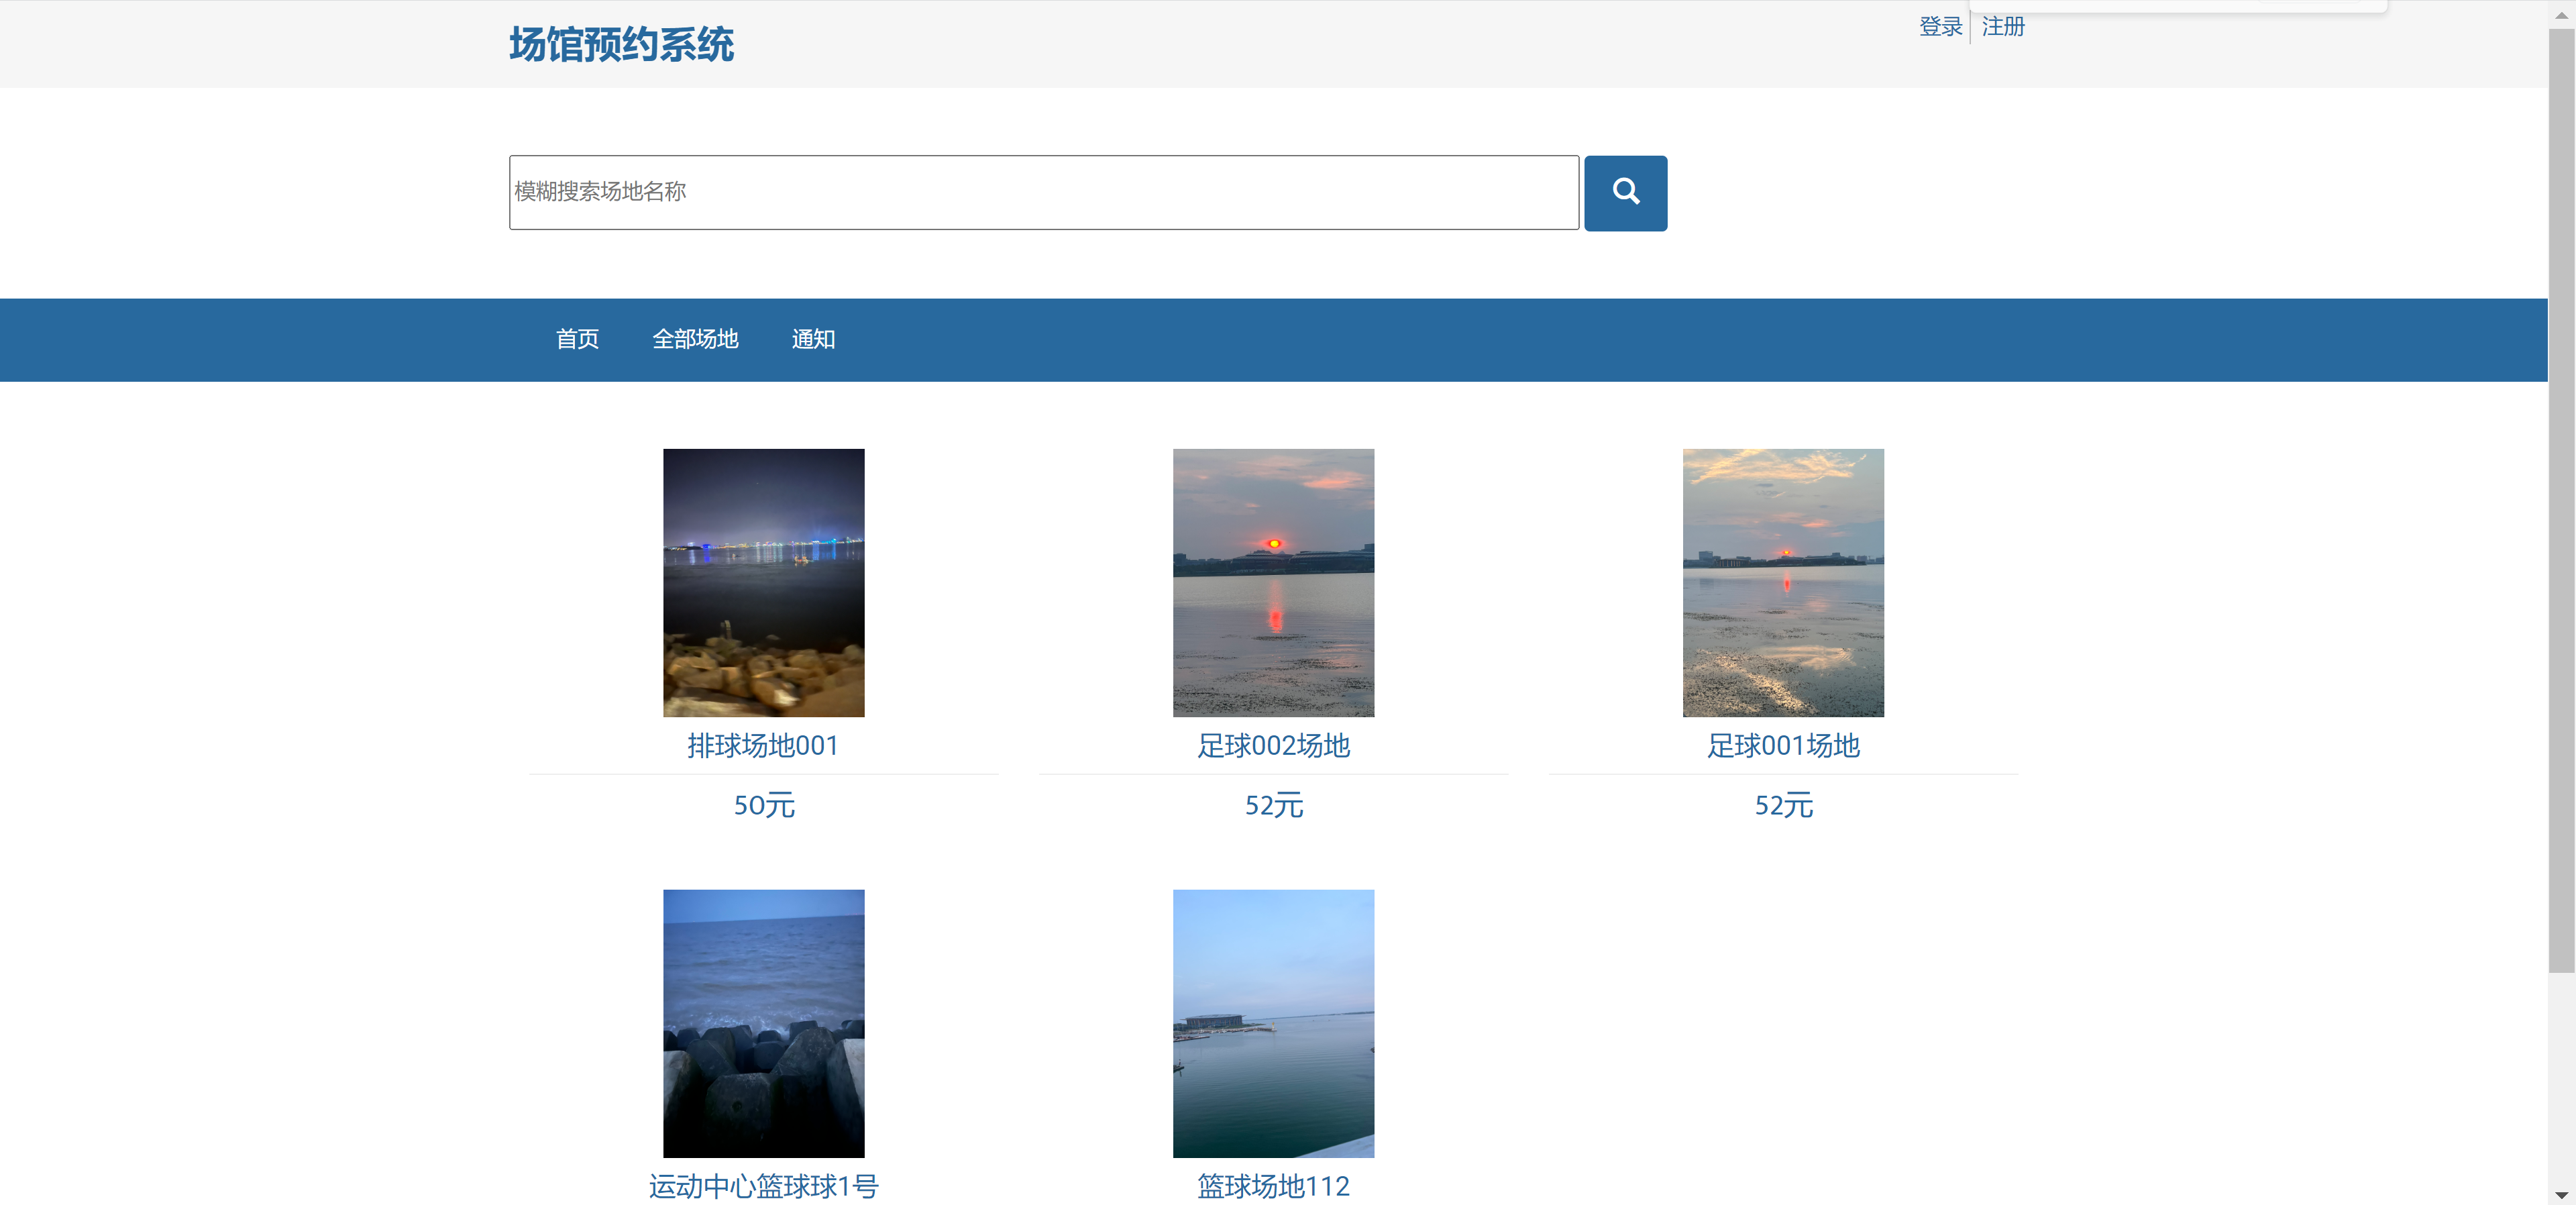 场馆预约系统
登录 注册
模糊搜索场地名称
首页 全部场地 通知
排球场地001 足球002场地 足球001场地
50元 52元 52元
运动中心篮球球1号 篮球场地112